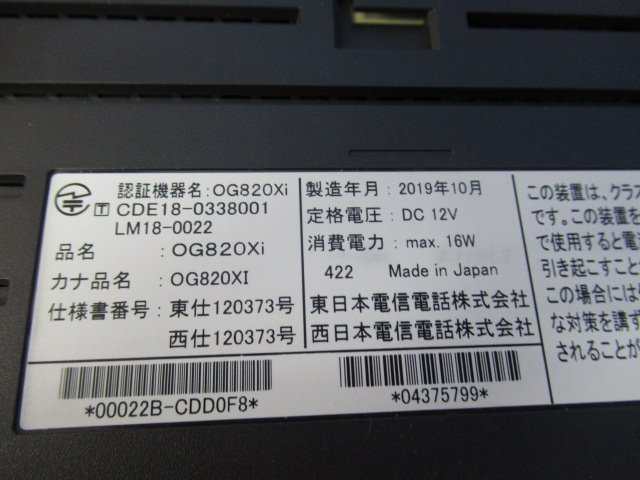 認証機器名:OG820Xi
T CDE18-0338001
LM18-0022
品名 : OG820Xi
カナ品名 : OG820XI
仕様書番号:東仕120373号
西仕120373号
製造年月:2019年10月
定格電圧:DC 12V
消費電力:max. 16W
422 Made in Japan
東日本電信電話株式会社
西日本電信電話株式会社
この装置は、クラス
です。この装置を
で使用すると電
引き起こすこと
この場合には
な対策を講ず
されることが
*00022B-CDD0F8*
*04375799*